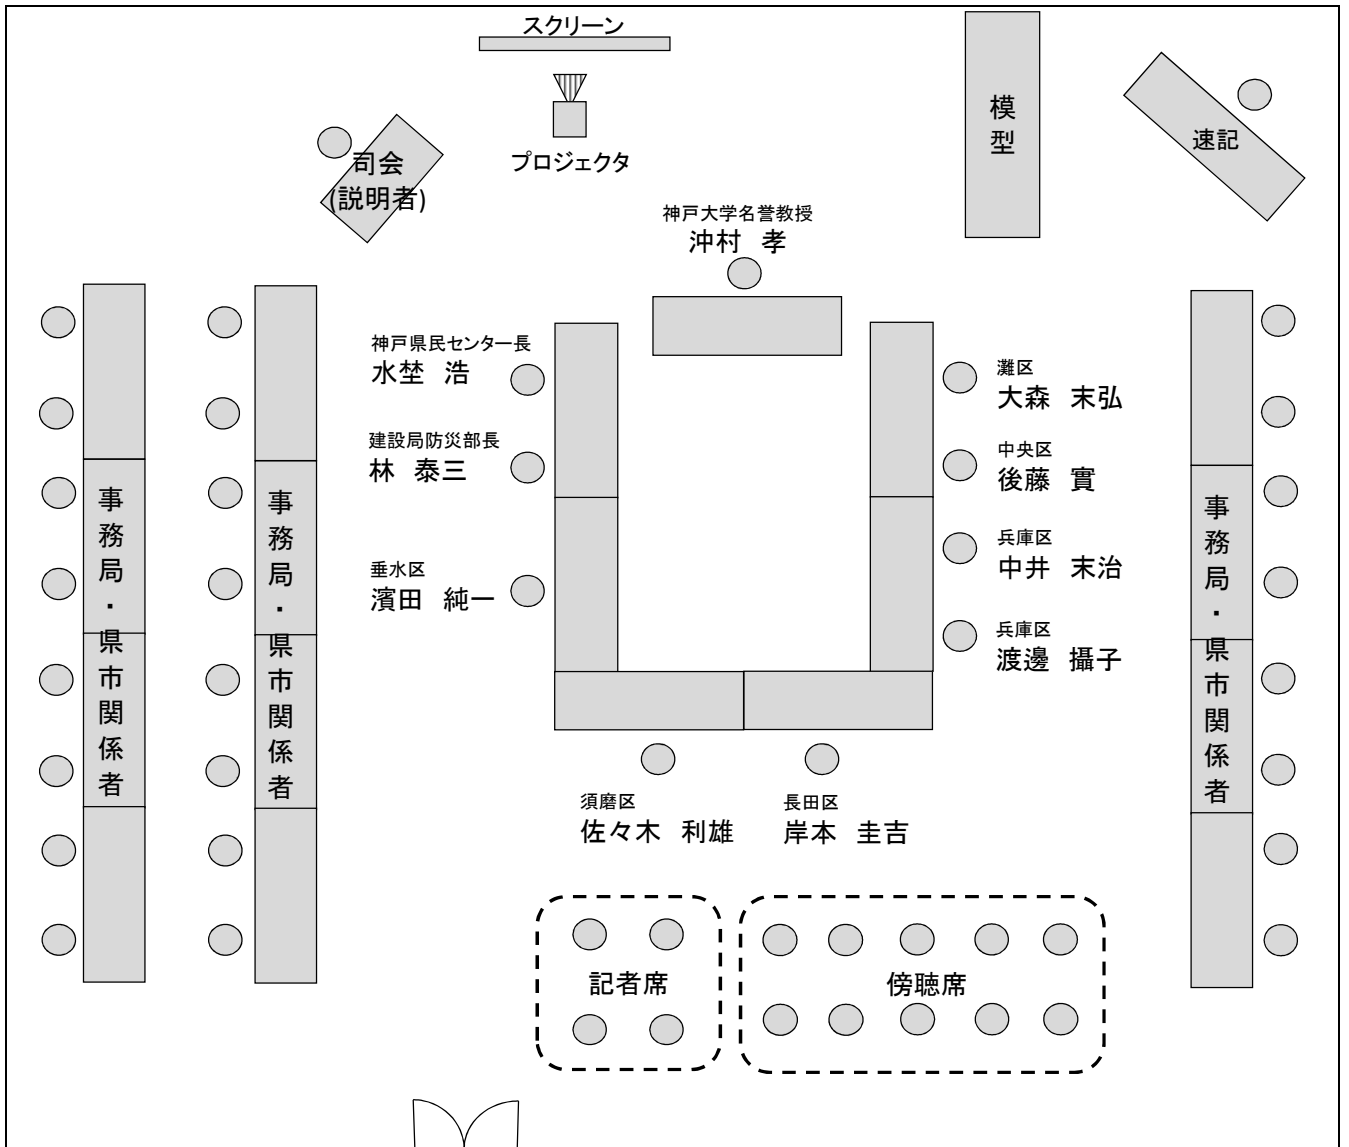 スクリーン
プロジェクタ
模型
速記
司会
(説明者)
神戸大学名誉教授
沖村 孝
神戸県民センター長
水埜 浩
建設局防災部長
林 泰三
垂水区
濱田 純一
灘区
大森 末弘
中央区
後藤 實
兵庫区
中井 末治
兵庫区
渡邊 攝子
須磨区
佐々木 利雄
長田区
岸本 圭吉
事務局・県市関係者
事務局・県市関係者
事務局・県市関係者
記者席
傍聴席